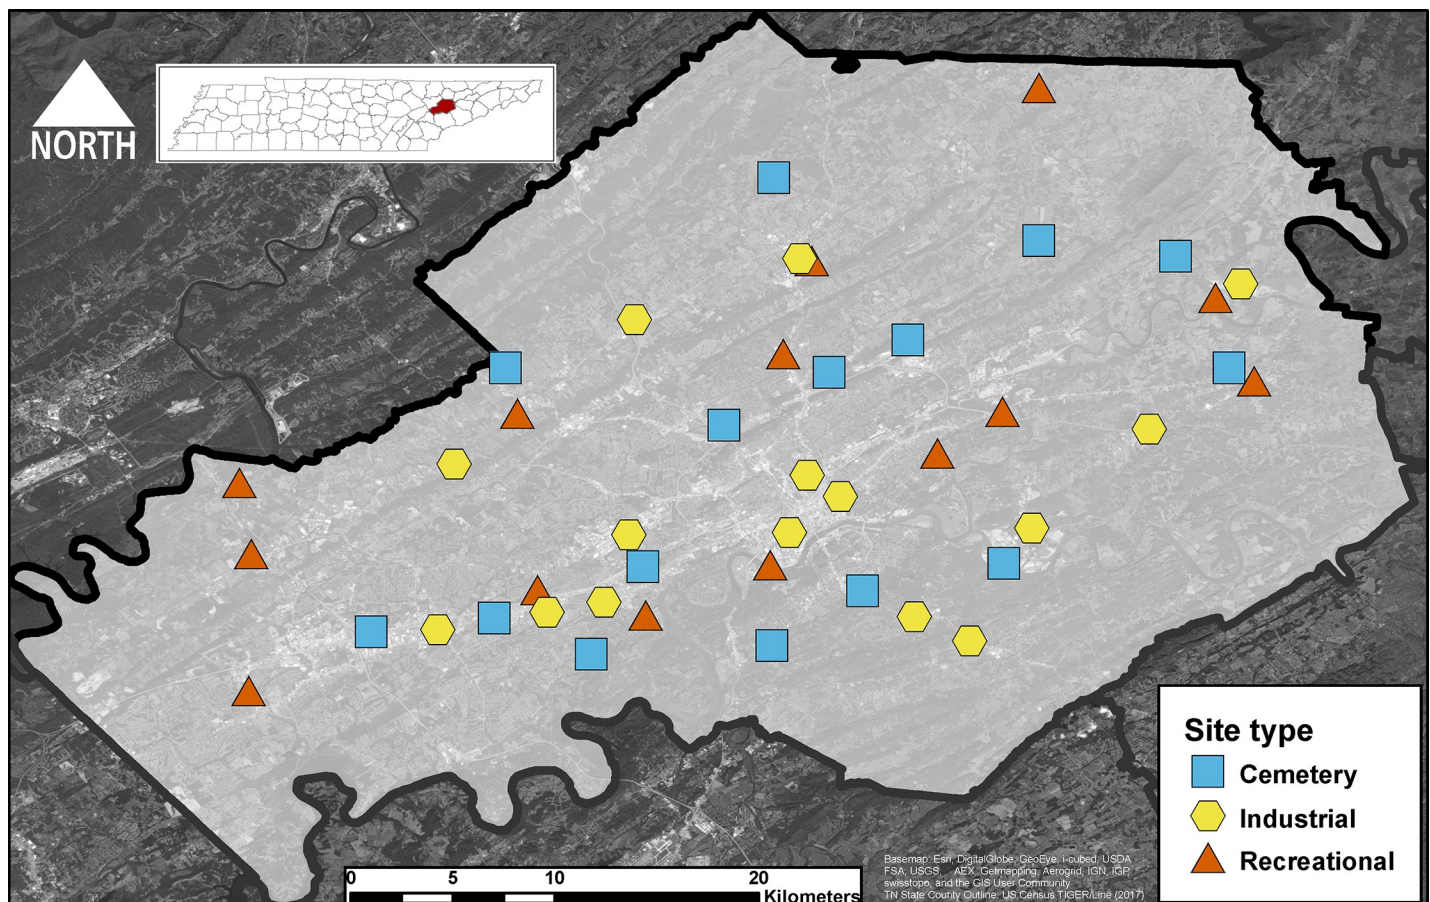 NORTH
Site type
Cemetery
Industrial
Recreational
0 5 10 20
Kilometers
Basemap: Esri, DigitalGlobe, GeoEye, i-cubed, USDA
FSA, USGS, AEX, Getmapping, Aerogrid, IGN, IGP,
swisstopo, and the GIS User Community
TN State County Outline: US Census TIGER/Line (2017)